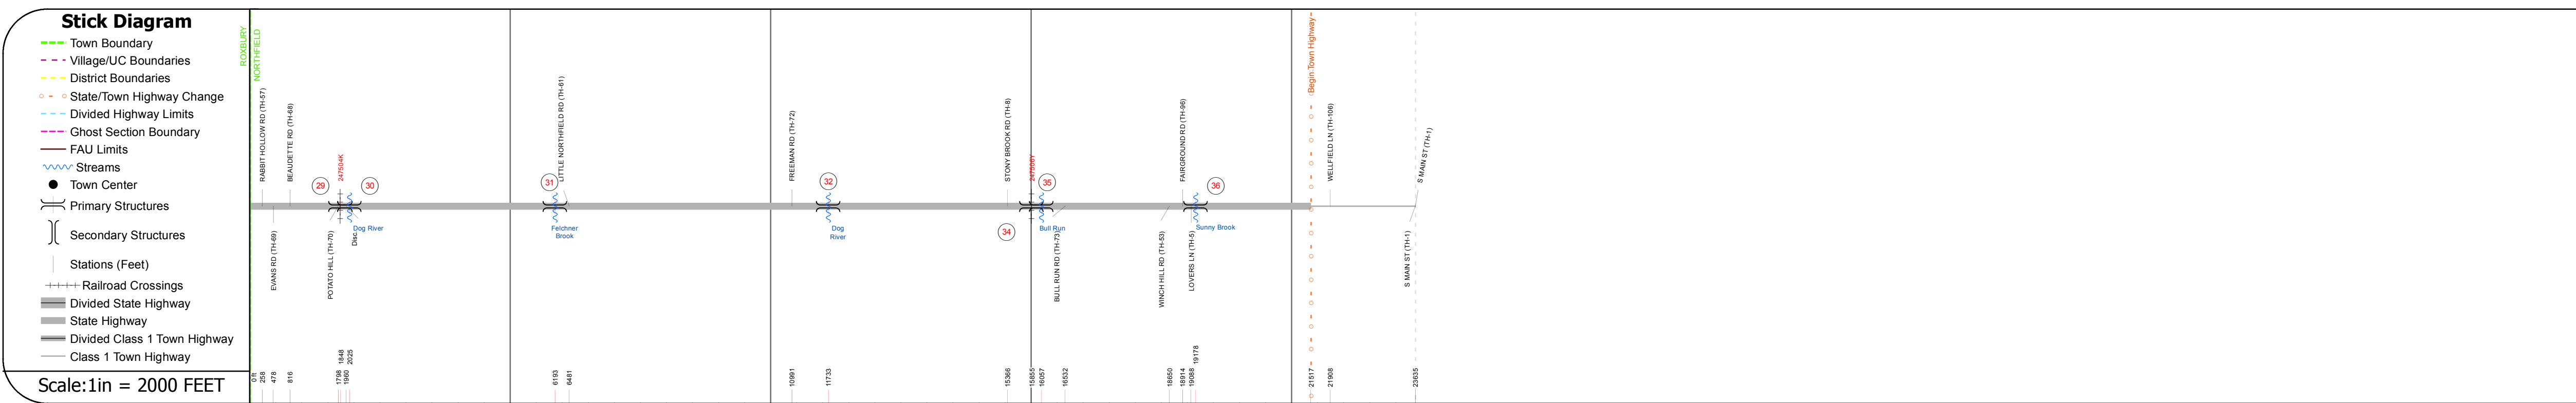 Stick Diagram
Town Boundary
Village/UC Boundaries
District Boundaries
State/Town Highway Change
Divided Highway Limits
Ghost Section Boundary
FAU Limits
Streams
Town Center
Primary Structures
Secondary Structures
Stations (Feet)
Railroad Crossings
Divided State Highway
State Highway
Divided Class 1 Town Highway
Class 1 Town Highway
Scale:1in = 2000 FEET
ROXBURY
NORTHFIELD
RABBIT HOLLOW RD (TH-57)
EVANS RD (TH-69)
BEAUDETTE RD (TH-68)
29
POTATO HILL (TH-70)
247504K
30
Disc.
Dog River
31
LITTLE NORTHFIELD RD (TH-61)
Felchner
Brook
FREEMAN RD (TH-72)
32
Dog
River
STONY BROOK RD (TH-8)
34
35
Bull Run
BULL RUN RD (TH-73)
WINCH HILL RD (TH-53)
FAIRGROUND RD (TH-96)
LOVERS LN (TH-5)
36
Sunny Brook
Begin Town Highway
WELLFIELD LN (TH-106)
S MAIN ST (TH-1)
S MAIN ST (TH-1)
0 ft
258
478
816
1798
1848
1960
2025
6193
6481
10991
11733
15366
15855
16057
16532
18650
18914
19088
19178
21517
21908
23635